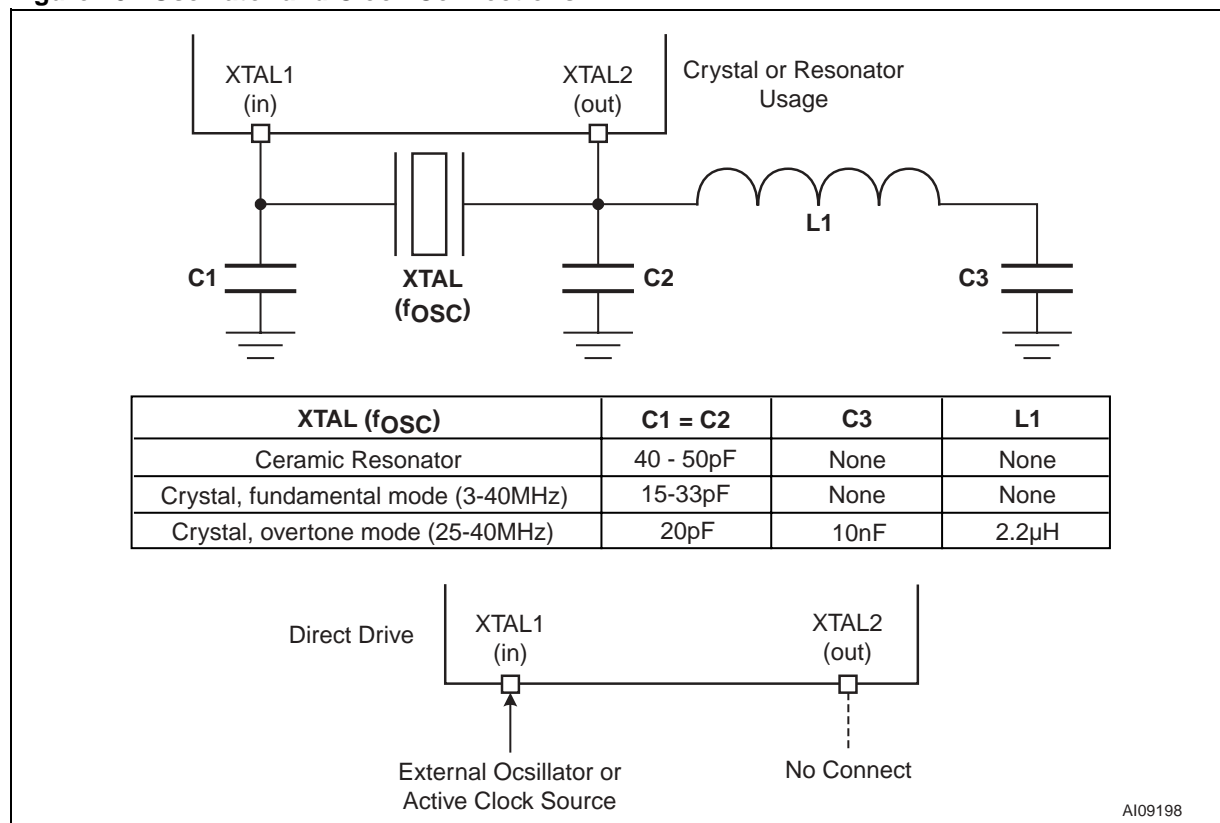 XTAL1
(in)
XTAL2
(out)
Crystal or Resonator
Usage
L1
C1
XTAL
(fOSC)
C2
C3
XTAL (fOSC) C1 = C2 C3 L1
Ceramic Resonator 40 - 50pF None None
Crystal, fundamental mode (3-40MHz) 15-33pF None None
Crystal, overtone mode (25-40MHz) 20pF 10nF 2.2µH
Direct Drive
XTAL1
(in)
XTAL2
(out)
External Ocsillator or
Active Clock Source
No Connect
AI09198